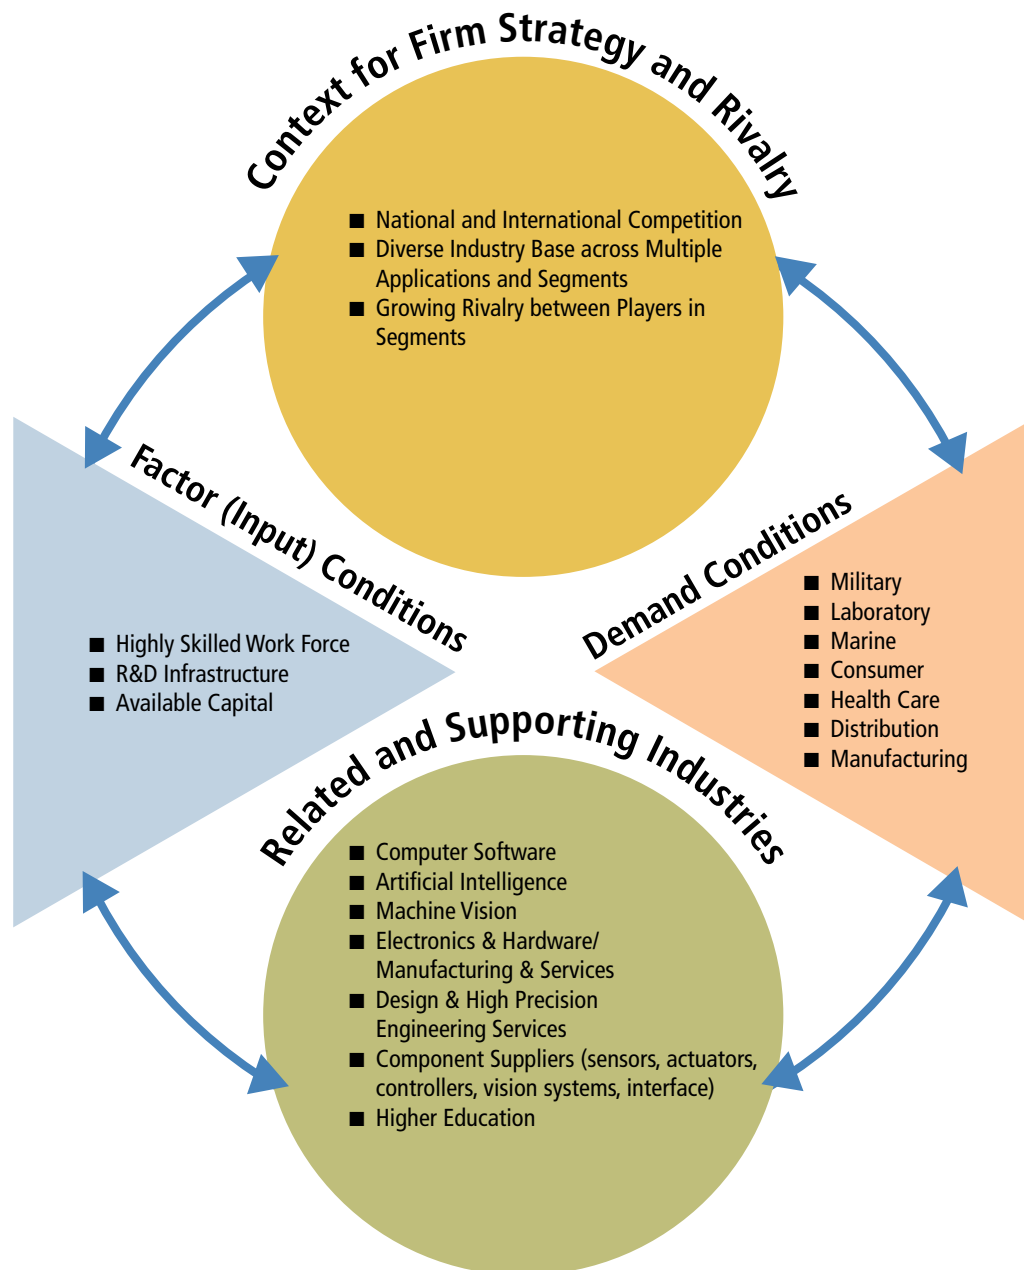 Context for Firm Strategy and Rivalry
■ National and International Competition
■ Diverse Industry Base across Multiple
Applications and Segments
■ Growing Rivalry between Players in
Segments
Factor (Input) Conditions
■ Highly Skilled Work Force
■ R&D Infrastructure
■ Available Capital
Demand Conditions
■ Military
■ Laboratory
■ Marine
■ Consumer
■ Health Care
■ Distribution
■ Manufacturing
Related and Supporting Industries
■ Computer Software
■ Artificial Intelligence
■ Machine Vision
■ Electronics & Hardware/
Manufacturing & Services
■ Design & High Precision
Engineering Services
■ Component Suppliers (sensors, actuators,
controllers, vision systems, interface)
■ Higher Education